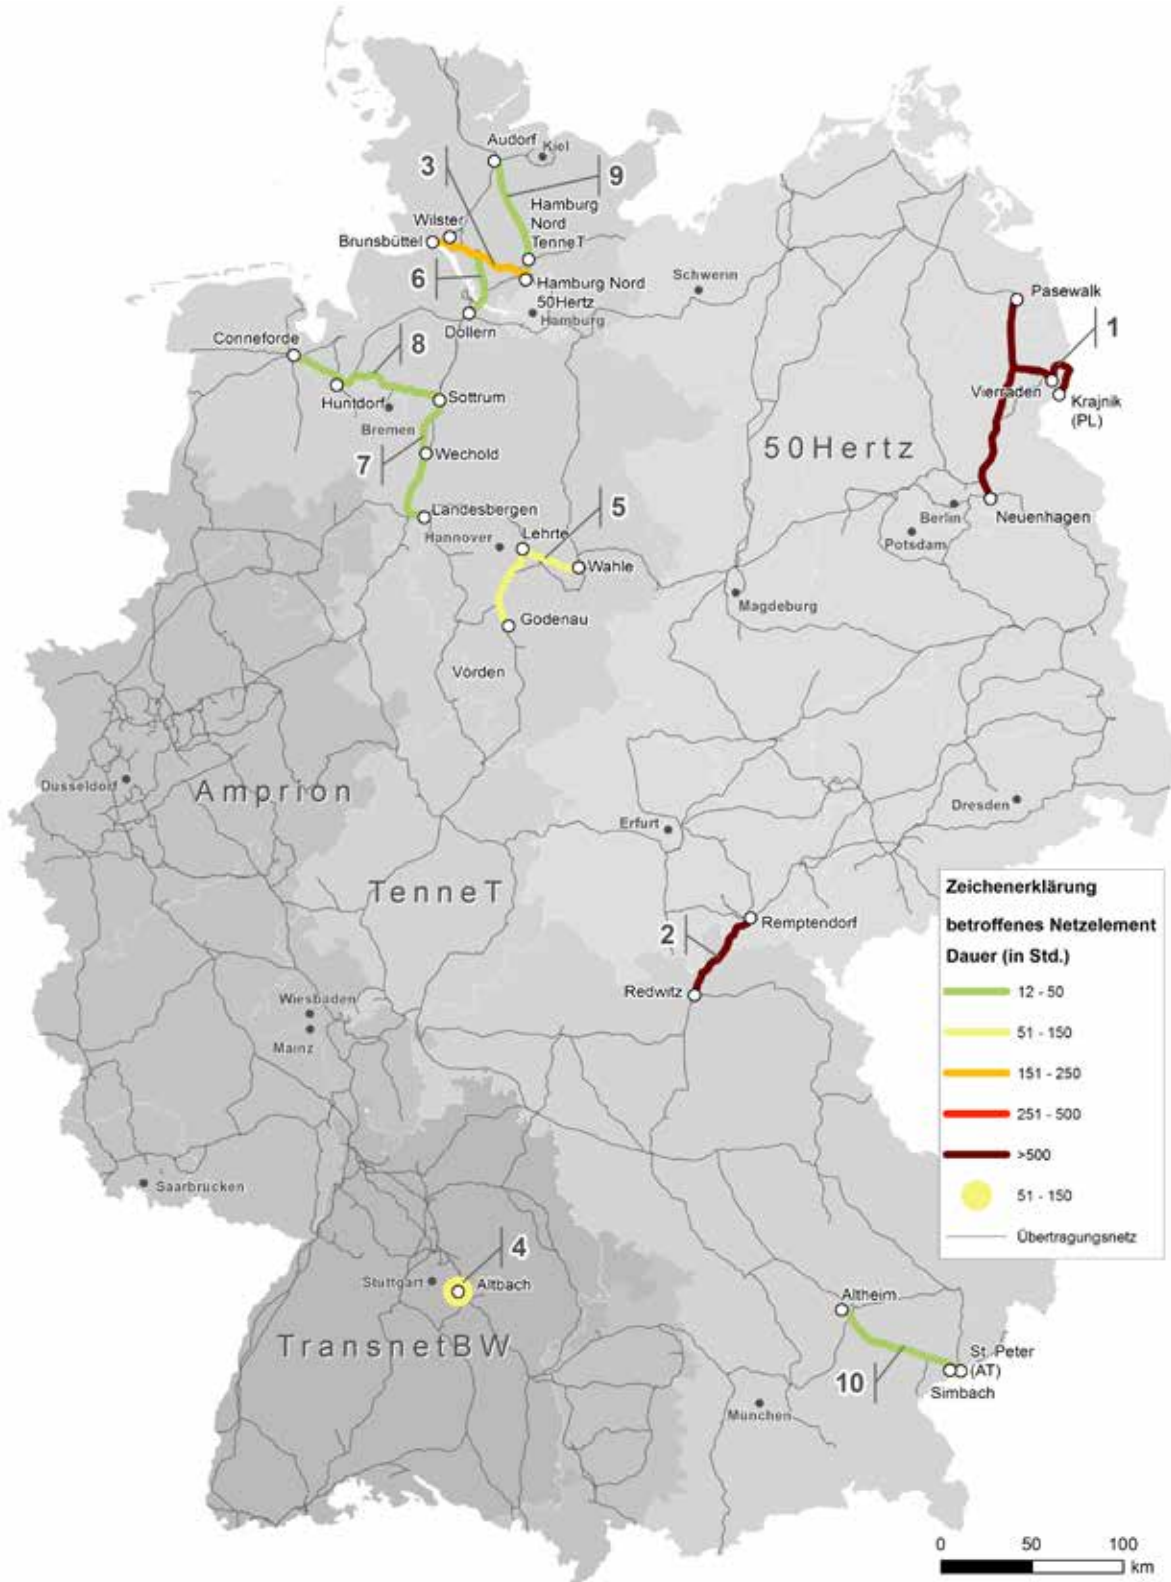 Audorf
Kiel
3
9
Hamburg
Nord
TenneT
Wilster
Brunsbüttel
6
Hamburg Nord
50Hertz
Hamburg
Schwerin
Pasewalk
1
Dollern
Conneforde
8
Vierraden
Krajnik
(PL)
Huntdorf
Sottrum
Bremen
50Hertz
7
Wechold
Landesbergen
5
Berlin
Neuenhagen
Hannover
Lehrte
Potsdam
Wahle
Magdeburg
Godenau
Vörden
Düsseldorf
Amprion
Dresden
Erfurt
TenneT
Zeichenerklärung
betroffenes Netzelement
Dauer (in Std.)
12 - 50
51 - 150
151 - 250
251 - 500
>500
51 - 150
Übertragungsnetz
2
Remptendorf
Redwitz
Wiesbaden
Mainz
Saarbrücken
4
Stuttgart
Altbach
TransnetBW
Altheim
St. Peter
(AT)
10
Simbach
München
0 50 100
km